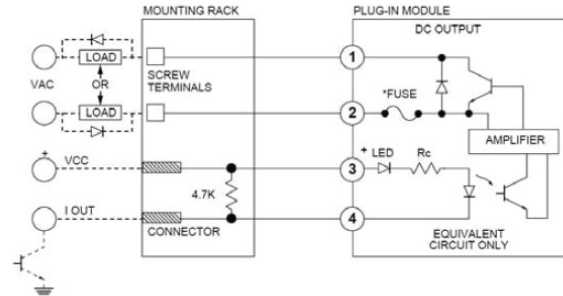 MOUNTING RACK
PLUG-IN MODULE
DC OUTPUT
LOAD
1
VAC
OR
SCREW
TERMINALS
*FUSE
LOAD
2
AMPLIFIER
+
VCC
3
+ LED
Rc
4.7K
I OUT
4
CONNECTOR
EQUIVALENT
CIRCUIT ONLY